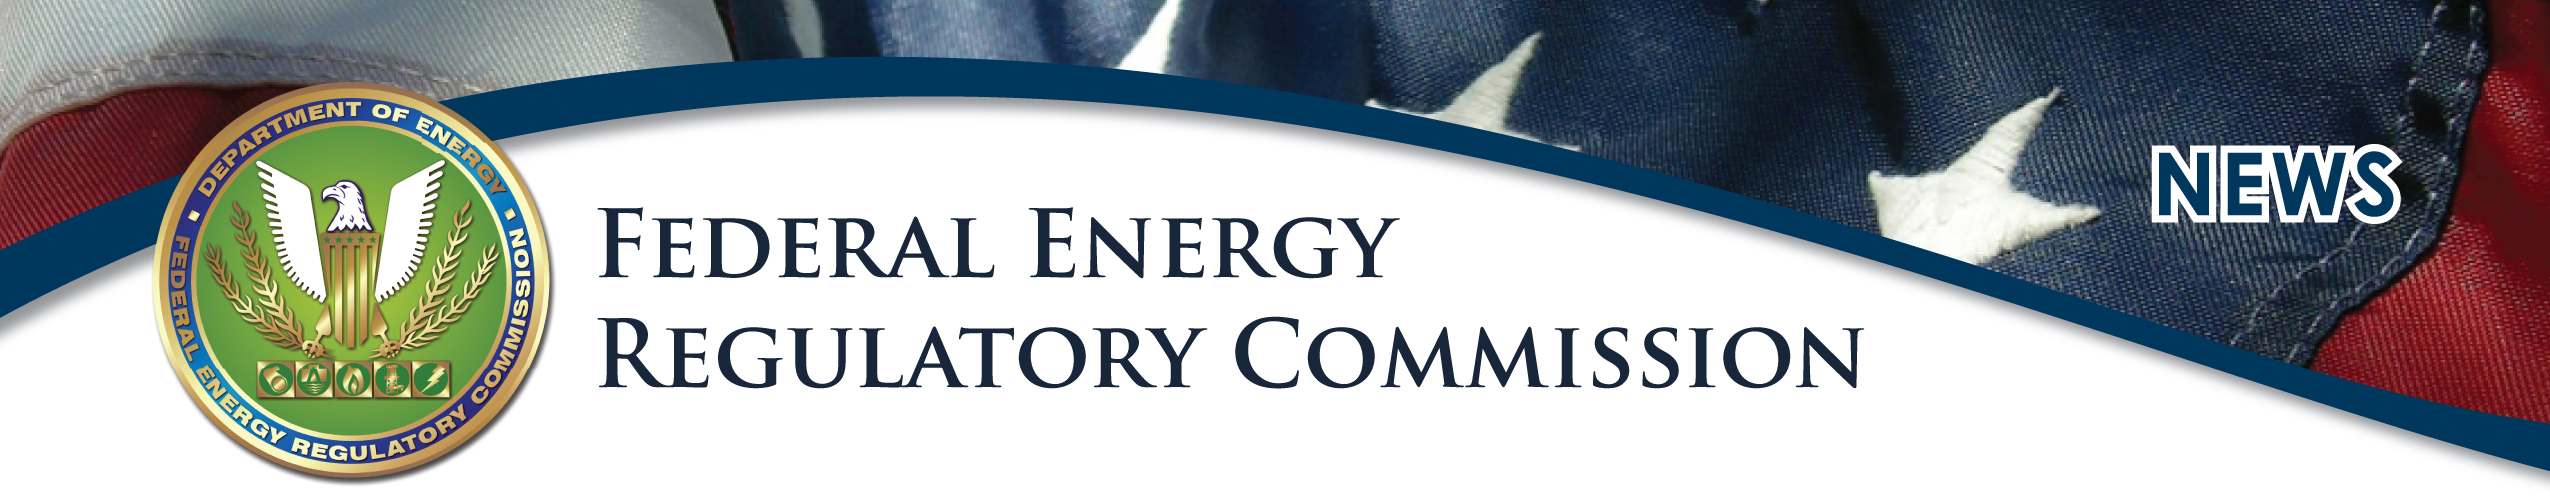 DEPARTMENT OF ENERGY
FEDERAL ENERGY REGULATORY COMMISSION
FEDERAL ENERGY
REGULATORY COMMISSION
NEWS